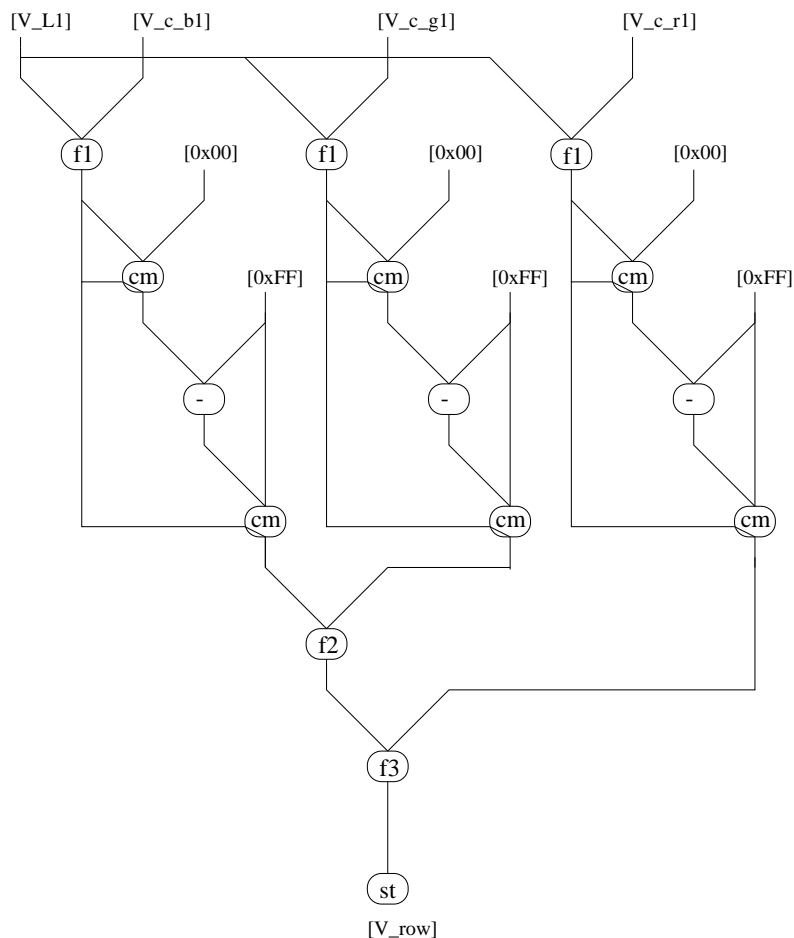 [V_L1] [V_c_b1] [V_c_g1] [V_c_r1]
f1 [0x00] f1 [0x00] f1 [0x00]
cm [0xFF] cm [0xFF] cm [0xFF]
- - -
cm cm cm
f2
f3
st
[V_row]